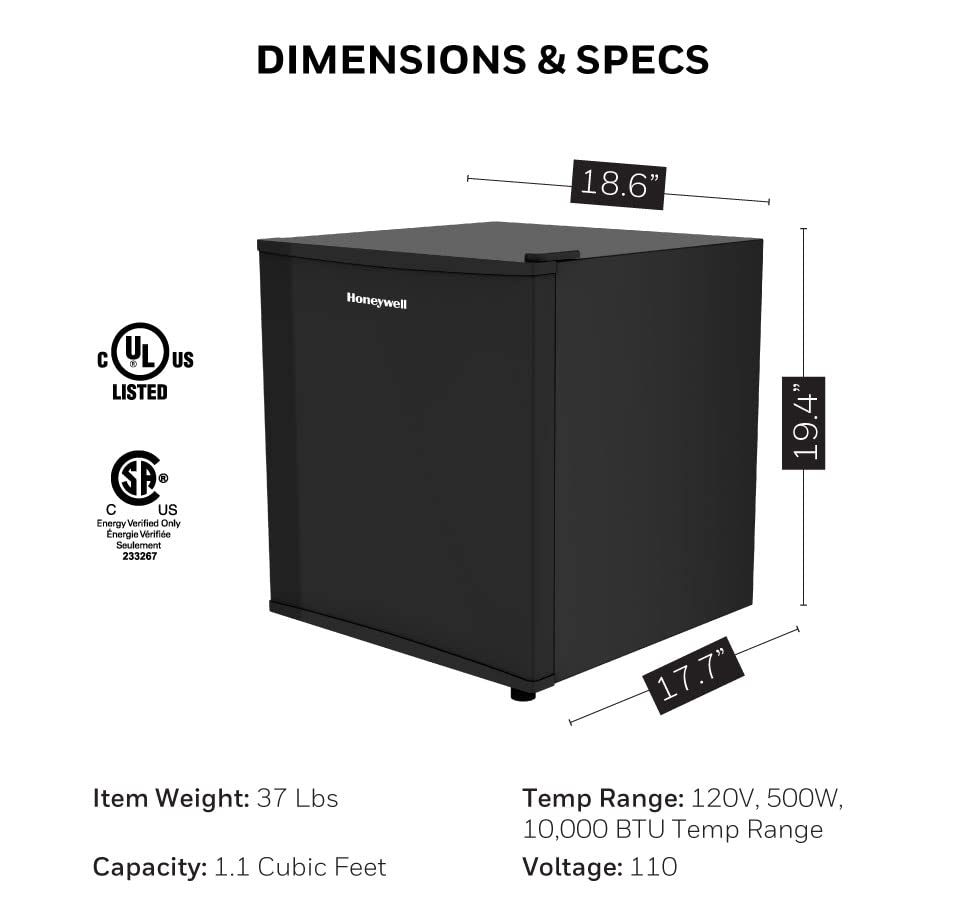 DIMENSIONS & SPECS
18.6”
Honeywell
19.4”
C UL® US
LISTED
CSA®
C US
Energy Verified Only
Énergie Vérifiée
Seulement
233267
17.7”
Item Weight: 37 Lbs
Temp Range: 120V, 500W,
10,000 BTU Temp Range
Capacity: 1.1 Cubic Feet
Voltage: 110